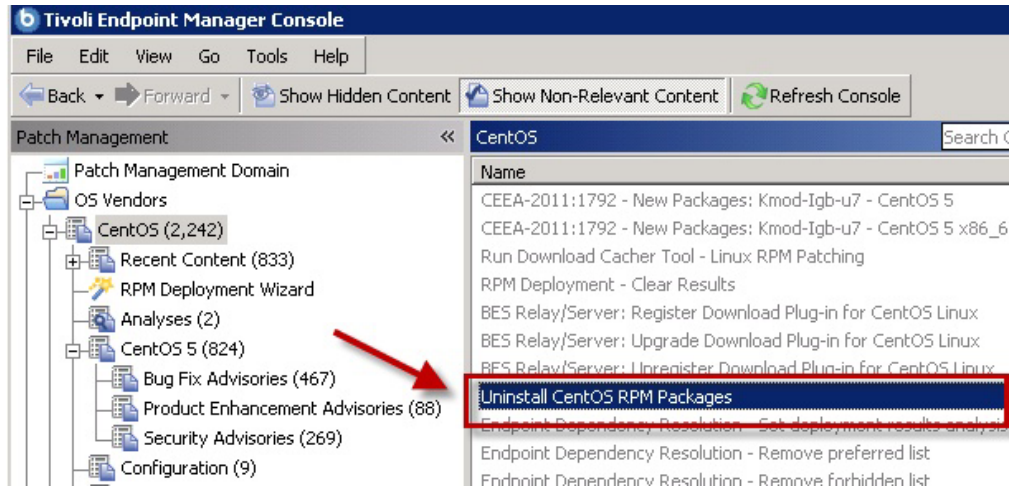 Tivoli Endpoint Manager Console
File Edit View Go Tools Help
Back Forward Show Hidden Content Show Non-Relevant Content Refresh Console
Patch Management
Patch Management Domain
OS Vendors
CentOS (2,242)
Recent Content (833)
RPM Deployment Wizard
Analyses (2)
CentOS 5 (824)
Bug Fix Advisories (467)
Product Enhancement Advisories (88)
Security Advisories (269)
Configuration (9)
CentOS Search
Name
CEEA-2011:1792 - New Packages: Kmod-Igb-u7 - CentOS 5
CEEA-2011:1792 - New Packages: Kmod-Igb-u7 - CentOS 5 x86_6
Run Download Cacher Tool - Linux RPM Patching
RPM Deployment - Clear Results
BES Relay/Server: Register Download Plug-in for CentOS Linux
BES Relay/Server: Upgrade Download Plug-in for CentOS Linux
BES Relay/Server: Unregister Download Plug-in for CentOS Linux
Uninstall CentOS RPM Packages
Endpoint Dependency Resolution - Set deployment results analysis
Endpoint Dependency Resolution - Remove preferred list
Endpoint Dependency Resolution - Remove forbidden list